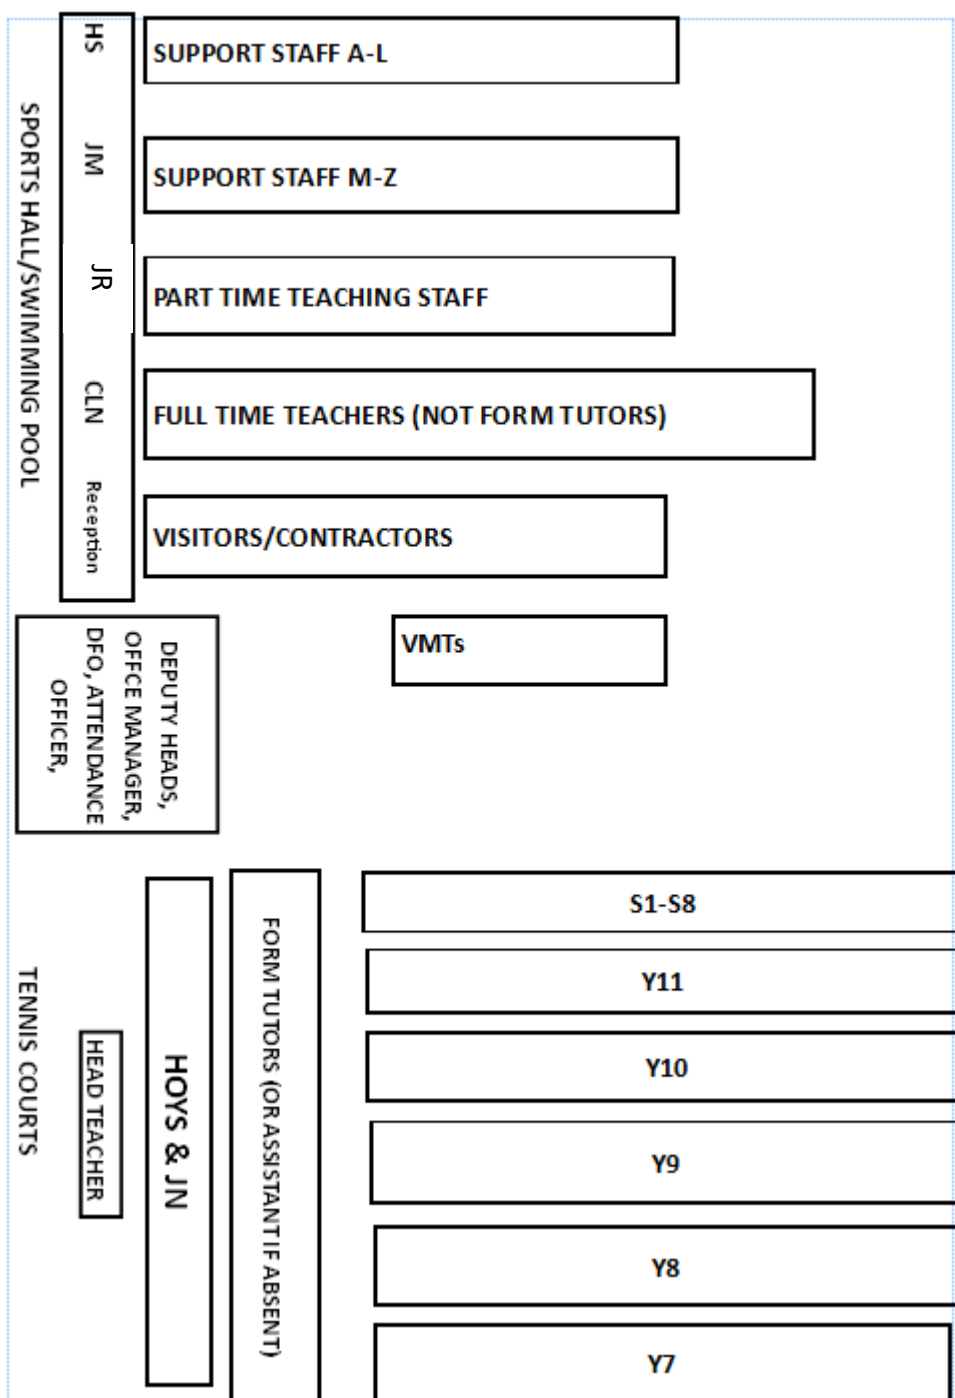 SPORTS HALL/SWIMMING POOL
HS
SUPPORT STAFF A-L
JM
SUPPORT STAFF M-Z
JR
PART TIME TEACHING STAFF
CLN
FULL TIME TEACHERS (NOT FORM TUTORS)
Reception
VISITORS/CONTRACTORS
DEPUTY HEADS,
OFFCE MANAGER,
DFO, ATTENDANCE
OFFICER,
VMTs
TENNIS COURTS
HEAD TEACHER
HOYS & JN
FORM TUTORS (OR ASSISTANT IF ABSENT)
S1-S8
Y11
Y10
Y9
Y8
Y7